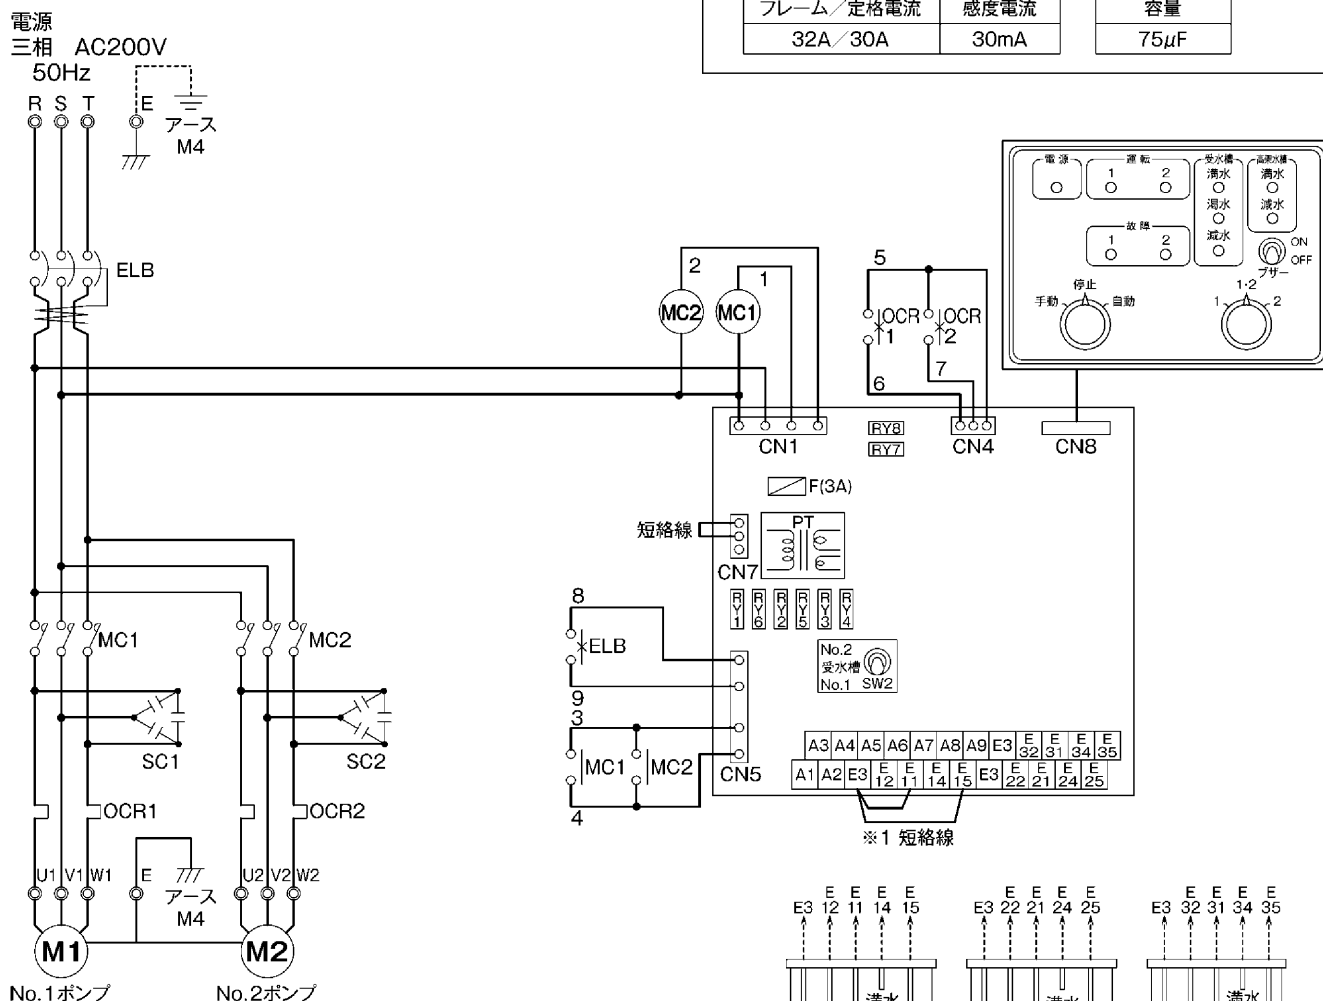 電源
三相 AC200V
50Hz
R S T E
アース
M4
フレーム／定格電流 感度電流 容量
32A／30A 30mA 75μF
ELB
電源 運転 受水槽 高架水槽
1 2 満水 満水
渇水 減水
故障
1 2 減水
ON
OFF
ブザー
停止
手動 自動
1·2
1 2
2 1
MC2 MC1
5
OCR OCR
1 2
6 7
CN1 RY8 CN4 CN8
RY7
F(3A)
短絡線
PT
CN7
RY1 RY6 RY2 RY5 RY3 RY4
8
ELB
9
No.2
受水槽
No.1 SW2
3
MC1 MC2
4
CN5
A3 A4 A5 A6 A7 A8 A9 E3 E32 E31 E34 E35
A1 A2 E3 E12 E11 E14 E15 E3 E22 E21 E24 E25
※1 短絡線
MC1 MC2
SC1 SC2
OCR1 OCR2
U1 V1 W1 E U2 V2 W2
アース
M4
M1 M2
No.1ポンプ No.2ポンプ
E3 E12 E11 E14 E15
E3 E22 E21 E24 E25
E3 E32 E31 E34 E35
満水 満水 満水